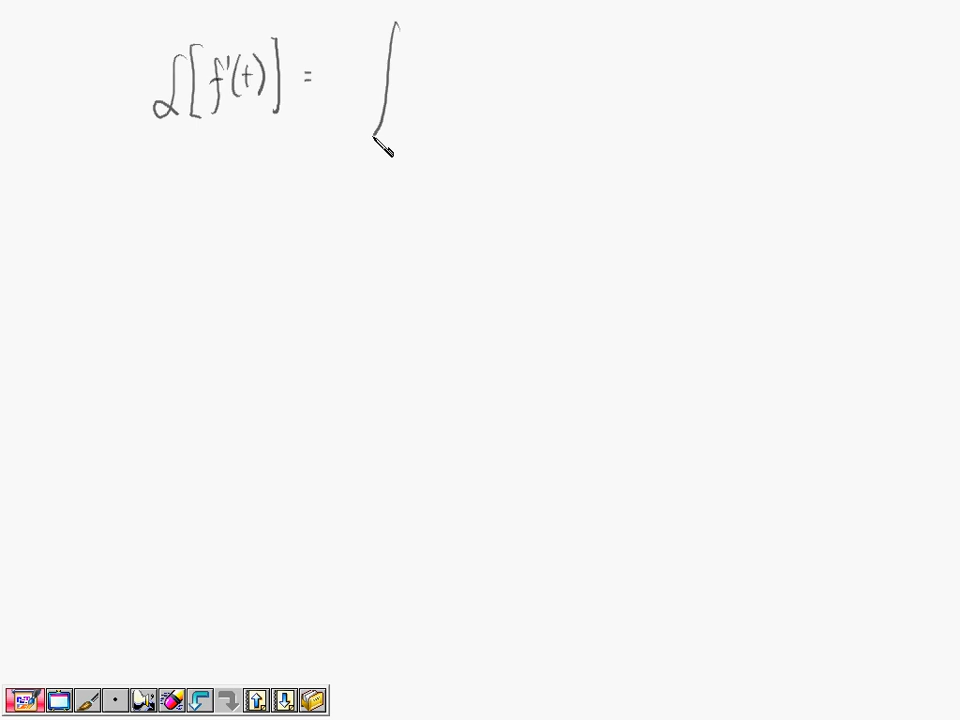 ℒ[f'(t)] = ∫